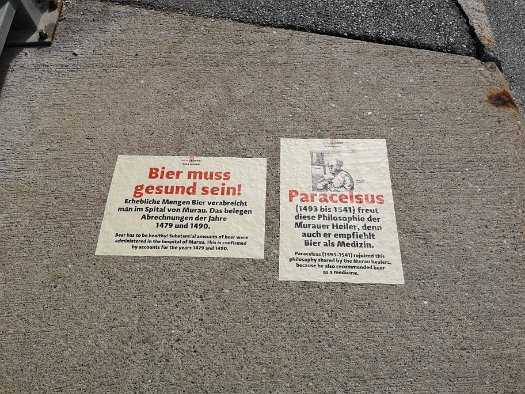 Bier muss
gesund sein!
Erhebliche Mengen Bier verabreicht
man im Spital von Murau. Das belegen
Abrechnungen der Jahre
1479 und 1490.
Beer has to be healthy! Substantial amounts of beer were
administered in the hospital of Murau. This is confirmed
by accounts for the years 1479 and 1490.
Paracelsus
(1493 bis 1541) freut
diese Philosophie der
Murauer Heiler, denn
auch er empfiehlt
Bier als Medizin.
Paracelsus (1493-1541) rejoiced this
philosophy shared by the Murau healers,
because he also recommended beer
as a medicine.